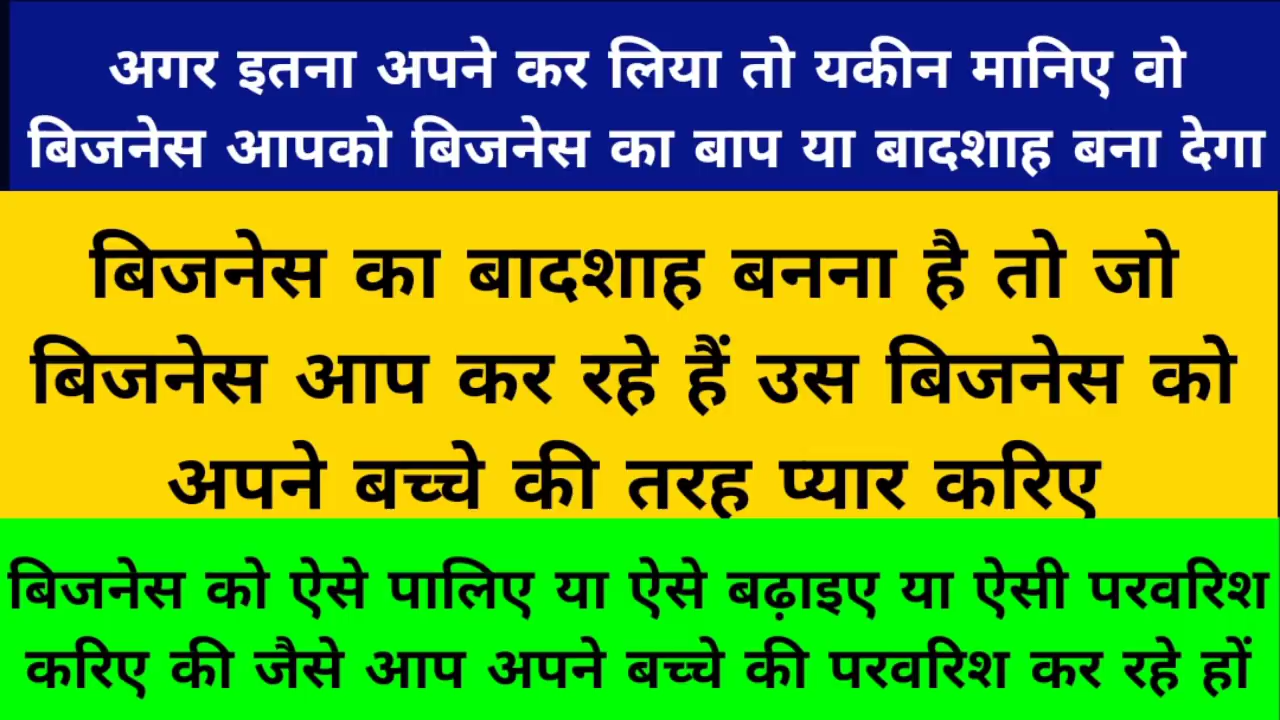 अगर इतना अपने कर लिया तो यकीन मानिए वो
बिजनेस आपको बिजनेस का बाप या बादशाह बना देगा
बिजनेस का बादशाह बनना है तो जो
बिजनेस आप कर रहे हैं उस बिजनेस को
अपने बच्चे की तरह प्यार करिए
बिजनेस को ऐसे पालिए या ऐसे बढ़ाइए या ऐसी परवरिश
करिए की जैसे आप अपने बच्चे की परवरिश कर रहे हों